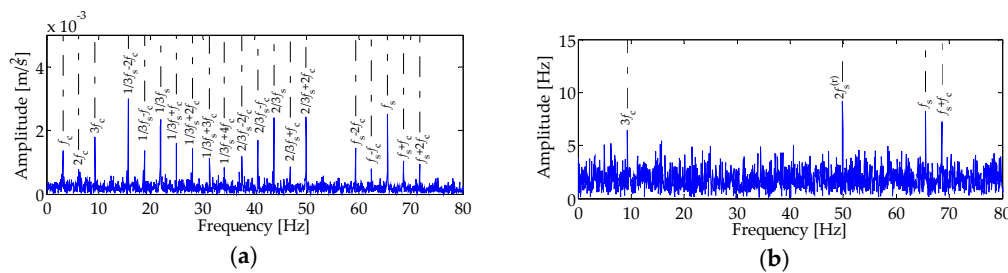 × 10⁻³
Amplitude [m/s²]
4
2
0
f_c
2f_c
3f_c
1/3f_s-2f_c
1/3f_s-f_c
1/3f_s
1/3f_s+f_c
1/3f_s+2f_c
1/3f_s+3f_c
1/3f_s+4f_c
2/3f_s-2f_c
2/3f_s-f_c
2/3f_s
2/3f_s+f_c
2/3f_s+2f_c
f_s-2f_c
f_s-f_c
f_s
f_s+f_c
f_s+2f_c
0 10 20 30 40 50 60 70 80
Frequency [Hz]
(a)
Amplitude [Hz]
15
10
5
0
3f_c
2f^(r)
f_s
f_s+f_c
0 10 20 30 40 50 60 70 80
Frequency [Hz]
(b)